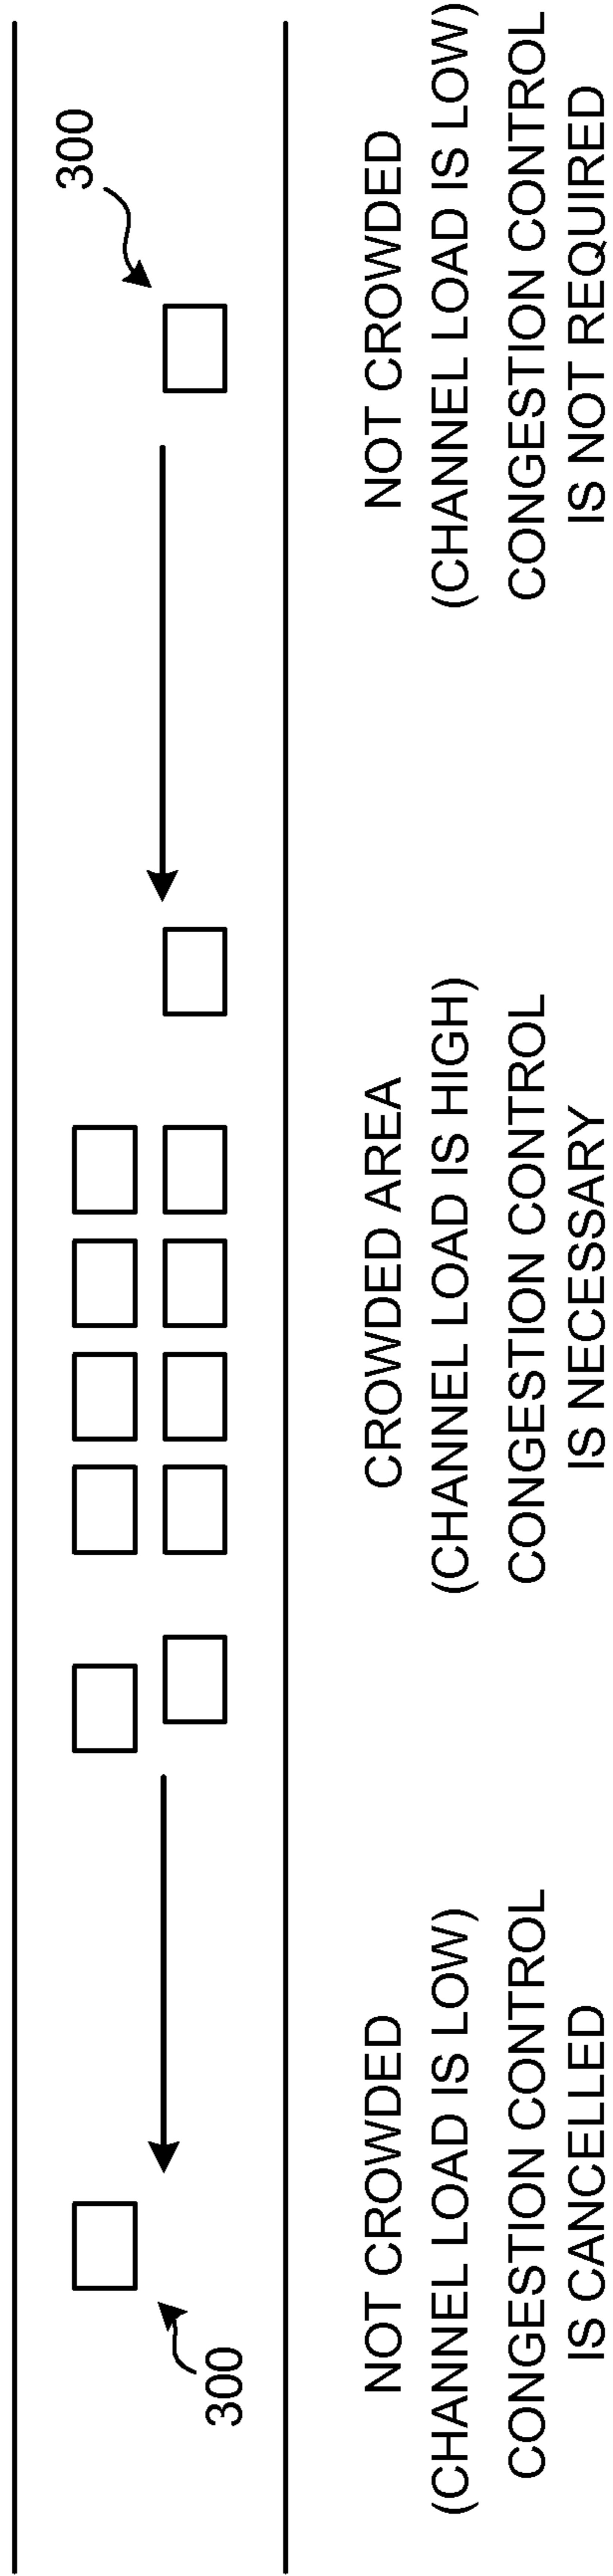 300
300
NOT CROWDED
(CHANNEL LOAD IS LOW)
CONGESTION CONTROL
IS CANCELLED
CROWDED AREA
(CHANNEL LOAD IS HIGH)
CONGESTION CONTROL
IS NECESSARY
NOT CROWDED
(CHANNEL LOAD IS LOW)
CONGESTION CONTROL
IS NOT REQUIRED